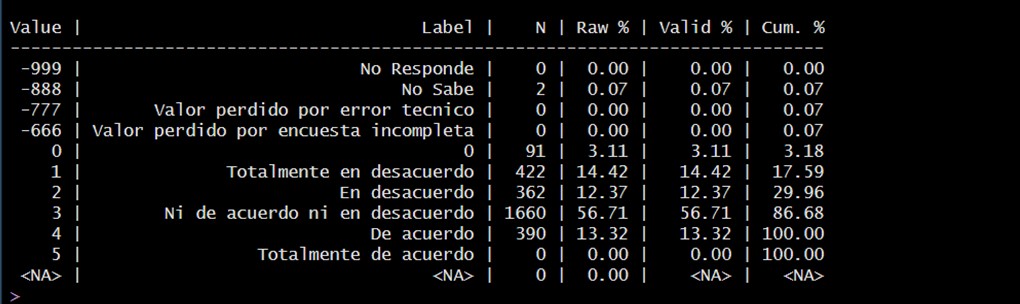 Value | Label | N | Raw % | Valid % | Cum. %
-----------------------------------------------------------------------------------
-999 | No Responde | 0 | 0.00 | 0.00 | 0.00
-888 | No Sabe | 2 | 0.07 | 0.07 | 0.07
-777 | Valor perdido por error tecnico | 0 | 0.00 | 0.00 | 0.07
-666 | Valor perdido por encuesta incompleta | 0 | 0.00 | 0.00 | 0.07
0 | 0 | 91 | 3.11 | 3.11 | 3.18
1 | Totalmente en desacuerdo | 422 | 14.42 | 14.42 | 17.59
2 | En desacuerdo | 362 | 12.37 | 12.37 | 29.96
3 | Ni de acuerdo ni en desacuerdo | 1660 | 56.71 | 56.71 | 86.68
4 | De acuerdo | 390 | 13.32 | 13.32 | 100.00
5 | Totalmente de acuerdo | 0 | 0.00 | 0.00 | 100.00
<NA> | <NA> | 0 | 0.00 | <NA> | <NA>
>